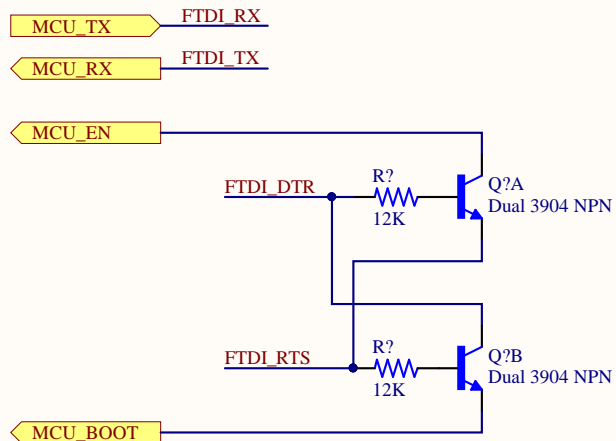 MCU_TX
FTDI_RX
MCU_RX
FTDI_TX
MCU_EN
R?
Q?A
FTDI_DTR
Dual 3904 NPN
12K
R?
Q?B
FTDI_RTS
Dual 3904 NPN
12K
MCU_BOOT